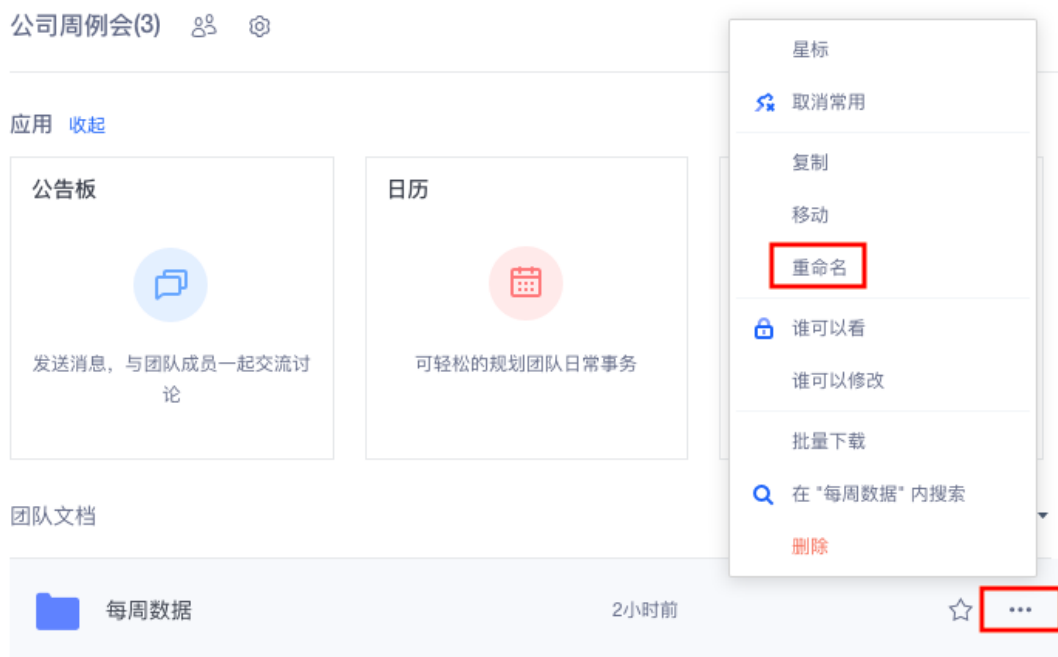 公司周例会(3)
应用 收起
公告板
发送消息，与团队成员一起交流讨
论
日历
可轻松的规划团队日常事务
星标
取消常用
复制
移动
重命名
谁可以看
谁可以修改
批量下载
在 "每周数据" 内搜索
删除
团队文档
每周数据 2小时前